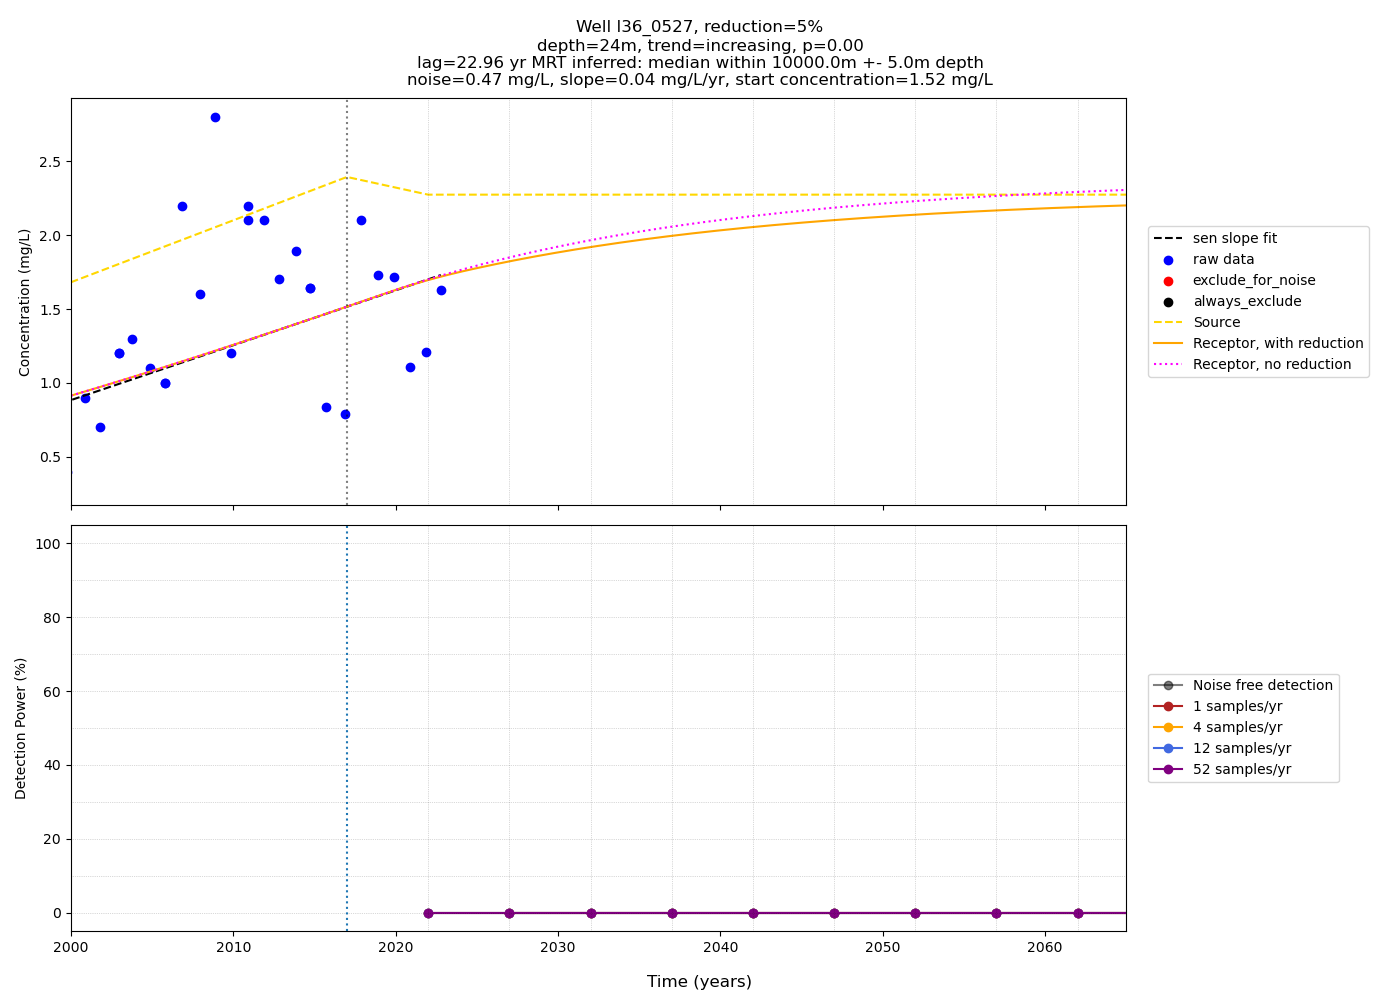 Well l36_0527, reduction=5%
depth=24m, trend=increasing, p=0.00
lag=22.96 yr MRT inferred: median within 10000.0m +- 5.0m depth
noise=0.47 mg/L, slope=0.04 mg/L/yr, start concentration=1.52 mg/L
Concentration (mg/L)
2.5
2.0
1.5
1.0
0.5
sen slope fit
raw data
exclude_for_noise
always_exclude
Source
Receptor, with reduction
Receptor, no reduction
Detection Power (%)
100
80
60
40
20
0
Noise free detection
1 samples/yr
4 samples/yr
12 samples/yr
52 samples/yr
2000 2010 2020 2030 2040 2050 2060
Time (years)